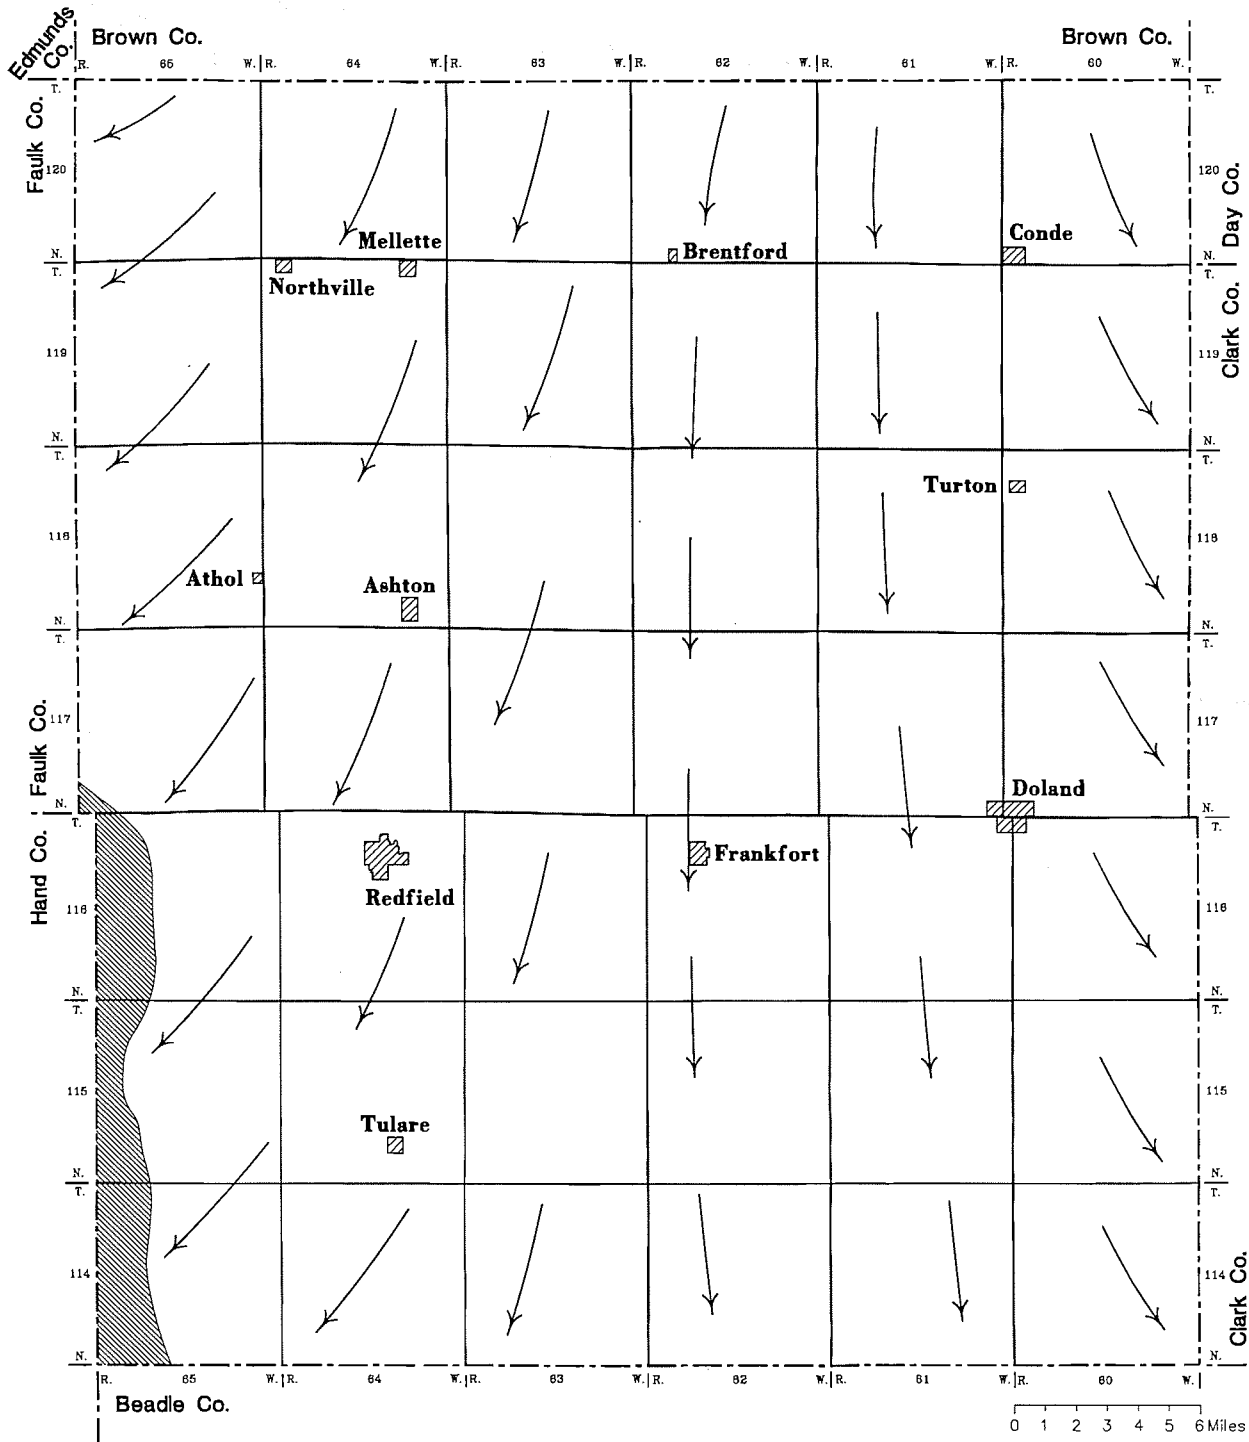 Edmunds Co.
Brown Co.
Brown Co.
R. 65 W. R. 64 W. R. 63 W. R. 62 W. R. 61 W. R. 60 W.
T. T.
Faulk Co.
120
120
Day Co.
Mellette
Brentford
Conde
N. N.
T. T.
Northville
Clark Co.
119
119
N. N.
T. T.
Turton
118
118
Athol
Ashton
N. N.
T. T.
Faulk Co.
117
117
Doland
N. N.
T. T.
Hand Co.
Frankfort
Redfield
116
116
N. N.
T. T.
115
115
Tulare
N. N.
T. T.
114
114
Clark Co.
N. N.
R. 65 W. R. 64 W. R. 63 W. R. 62 W. R. 61 W. R. 60 W.
Beadle Co.
0 1 2 3 4 5 6 Miles